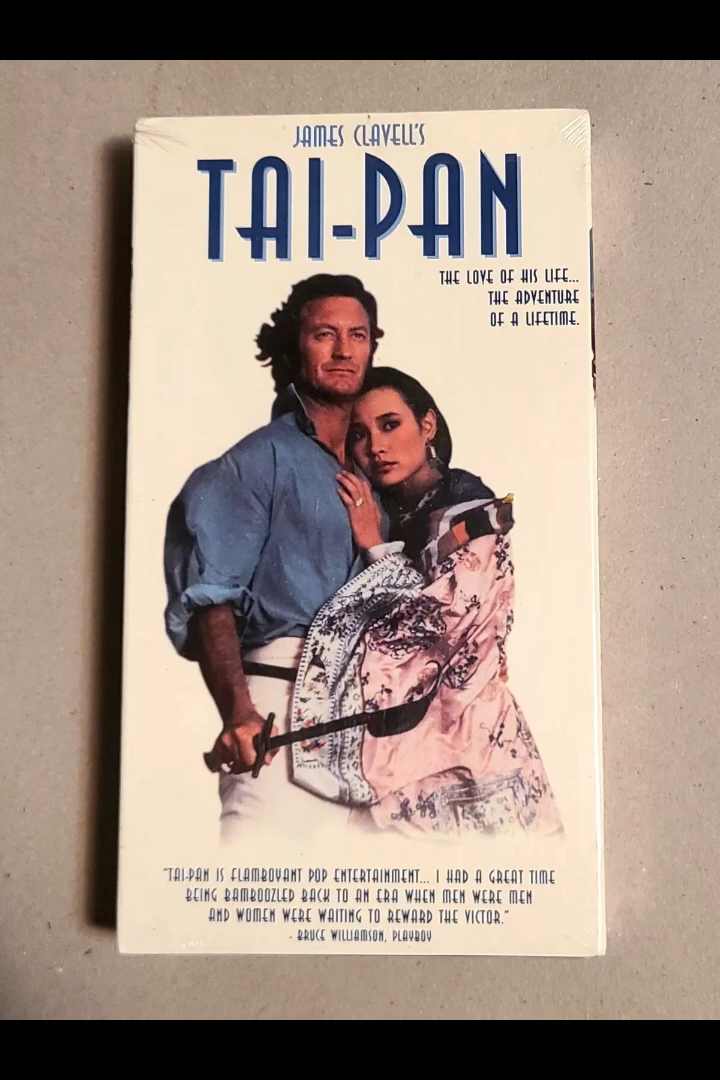 JAMES CLAVELL'S
TAI-PAN
THE LOVE OF HIS LIFE...
THE ADVENTURE
OF A LIFETIME.
"TAI-PAN IS FLAMBOYANT POP ENTERTAINMENT... I HAD A GREAT TIME
BEING BAMBOOZLED BACK TO AN ERA WHEN MEN WERE MEN
AND WOMEN WERE WAITING TO REWARD THE VICTOR."
- BRUCE WILLIAMSON, PLAYBOY